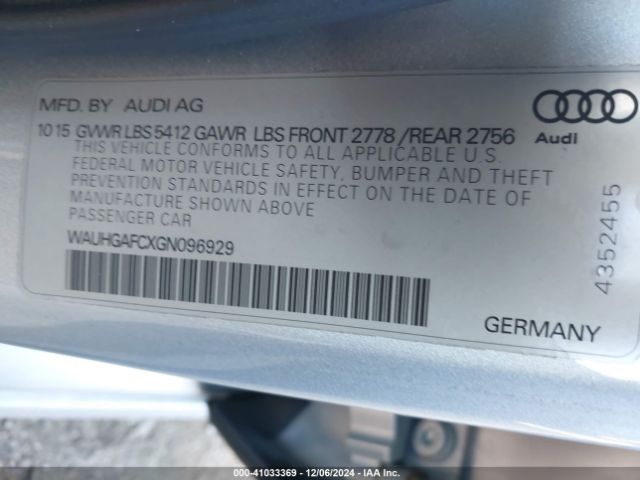 MFD. BY AUDI AG
10 15 GVWR LBS 5412 GAWR LBS FRONT 2778 /REAR 2756
THIS VEHICLE CONFORMS TO ALL APPLICABLE U.S.
FEDERAL MOTOR VEHICLE SAFETY, BUMPER AND THEFT
PREVENTION STANDARDS IN EFFECT ON THE DATE OF
MANUFACTURE SHOWN ABOVE
PASSENGER CAR
WAUHGAFCXGN096929
Audi
4352455
GERMANY
000-41033369 - 12/06/2024 - IAA Inc.